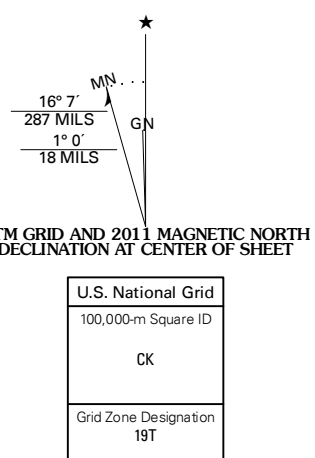 ★
MN
GN
16° 7´
287 MILS
1° 0´
18 MILS
TM GRID AND 2011 MAGNETIC NORTH
DECLINATION AT CENTER OF SHEET
U.S. National Grid
100,000-m Square ID
CK
Grid Zone Designation
19T